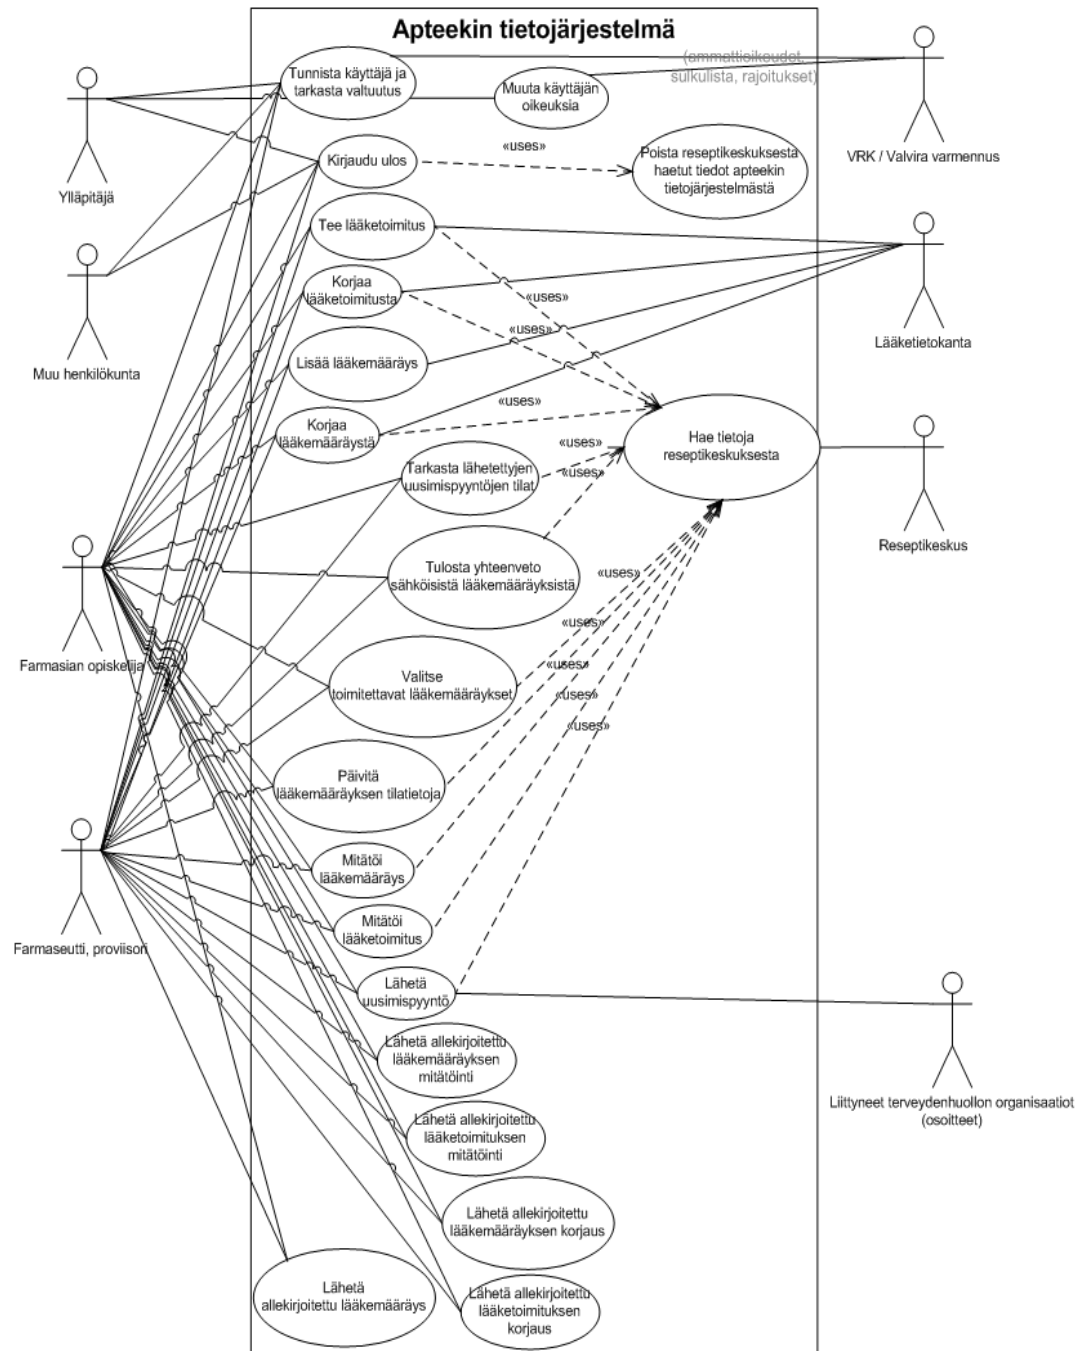 Apteekin tietojärjestelmä
(ammattioikeudot,
sulkulista, rajoitukset)
Tunnista käyttäjä ja
tarkasta valtuutus
Muuta käyttäjän
oikeuksia
VRK / Valvira varmennus
Ylläpitäjä
Kirjaudu ulos
«uses»
Poista reseptikeskuksesta
haetut tiedot apteekin
tietojärjestelmästä
Tee lääketoimitus
Muu henkilökunta
Korjaa
lääketoimitusta
«uses»
«uses»
Lääketietokanta
Lisää lääkemääräys
Korjaa
lääkemääräystä
«uses»
Hae tietoja
reseptikeskuksesta
Tarkasta lähetettyjen
uusimispyyntöjen tilat
«uses»
«uses»
Reseptikeskus
Tulosta yhteenveto
sähköisistä lääkemääräyksistä
«uses»
Farmasian opiskelija
Valitse
toimitettavat lääkemääräykset
«uses»
«uses»
«uses»
«uses»
Päivitä
lääkemääräyksen tilatietoja
Mitätöi
lääkemääräys
Farmaseutti, proviisori
Mitätöi
lääketoimitus
Lähetä
uusimispyyntö
Liittyneet terveydenhuollon organisaatiot
(osoitteet)
Lähetä allekirjoitettu
lääkemääräyksen
mitätöinti
Lähetä allekirjoitettu
lääketoimituksen
mitätöinti
Lähetä allekirjoitettu
lääkemääräyksen korjaus
Lähetä
allekirjoitettu lääkemääräys
Lähetä allekirjoitettu
lääketoimituksen
korjaus